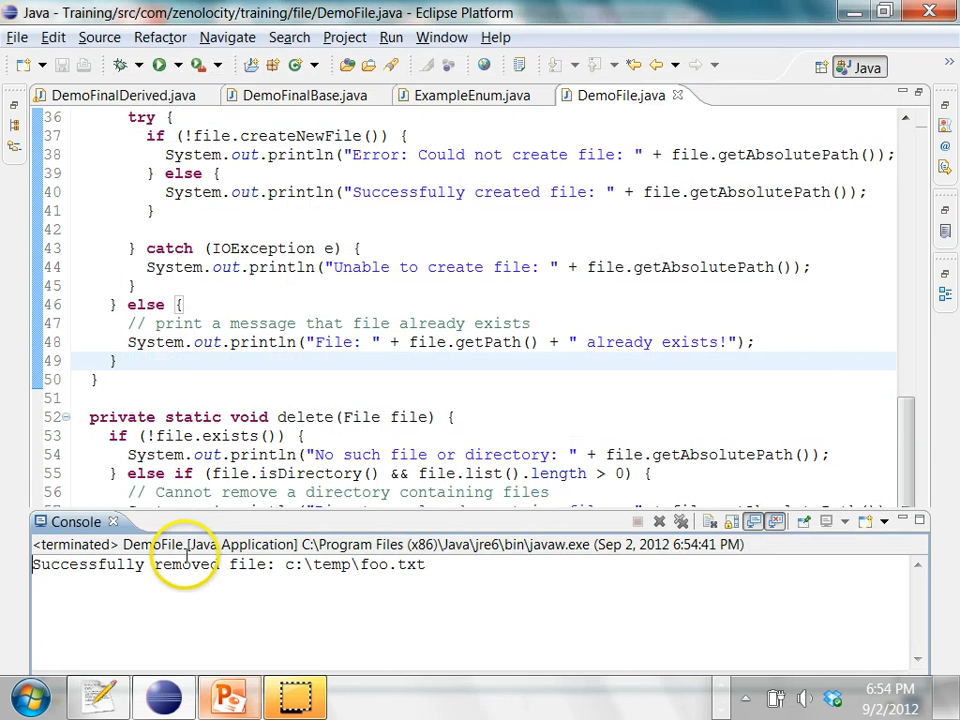 Java - Training/src/com/zenolocity/training/file/DemoFile.java - Eclipse Platform
File Edit Source Refactor Navigate Search Project Run Window Help
Java
DemoFinalDerived.java DemoFinalBase.java ExampleEnum.java DemoFile.java
36 try {
37 if (!file.createNewFile()) {
38 System.out.println("Error: Could not create file: " + file.getAbsolutePath());
39 } else {
40 System.out.println("Successfully created file: " + file.getAbsolutePath());
41 }
42
43 } catch (IOException e) {
44 System.out.println("Unable to create file: " + file.getAbsolutePath());
45 }
46 } else {
47 // print a message that file already exists
48 System.out.println("File: " + file.getPath() + " already exists!");
49 }
50 }
51
52 private static void delete(File file) {
53 if (!file.exists()) {
54 System.out.println("No such file or directory: " + file.getAbsolutePath());
55 } else if (file.isDirectory() && file.list().length > 0) {
56 // Cannot remove a directory containing files
Console
<terminated> DemoFile [Java Application] C:\Program Files (x86)\Java\jre6\bin\javaw.exe (Sep 2, 2012 6:54:41 PM)
Successfully removed file: c:\temp\foo.txt
6:54 PM
9/2/2012